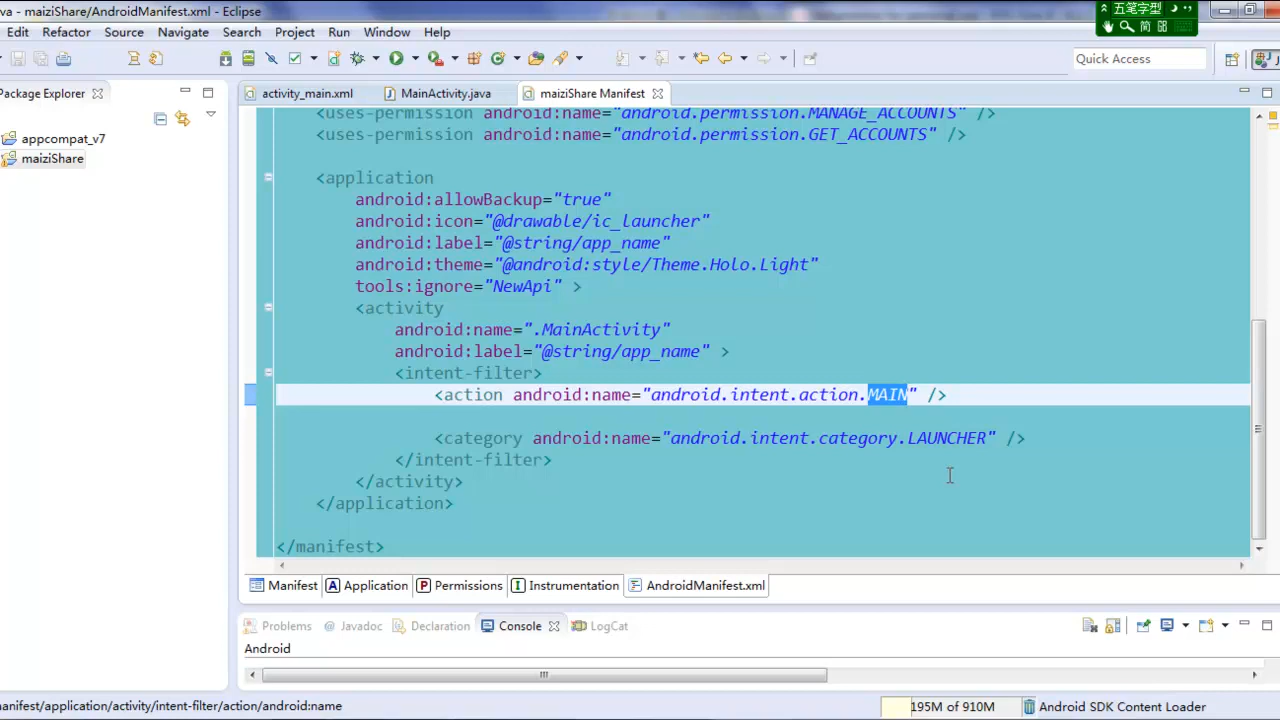 va - maiziShare/AndroidManifest.xml - Eclipse
五笔字型
简
Edit Refactor Source Navigate Search Project Run Window Help
Quick Access
Package Explorer
activity_main.xml MainActivity.java maiziShare Manifest
appcompat_v7
maiziShare
<uses-permission android:name="android.permission.MANAGE_ACCOUNTS" />
<uses-permission android:name="android.permission.GET_ACCOUNTS" />
<application
android:allowBackup="true"
android:icon="@drawable/ic_launcher"
android:label="@string/app_name"
android:theme="@android:style/Theme.Holo.Light"
tools:ignore="NewApi" >
<activity
android:name=".MainActivity"
android:label="@string/app_name" >
<intent-filter>
<action android:name="android.intent.action.MAIN" />
<category android:name="android.intent.category.LAUNCHER" />
</intent-filter>
</activity>
</application>
</manifest>
Manifest A Application P Permissions I Instrumentation AndroidManifest.xml
Problems @ Javadoc Declaration Console LogCat
Android
nanifest/application/activity/intent-filter/action/android:name
195M of 910M
Android SDK Content Loader